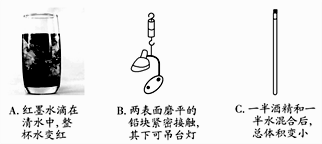 A. 红墨水滴在
清水中,整
杯水变红
B. 两表面磨平的
铅块紧密接触,
其下可吊台灯
C. 一半酒精和一
半水混合后,
总体积变小